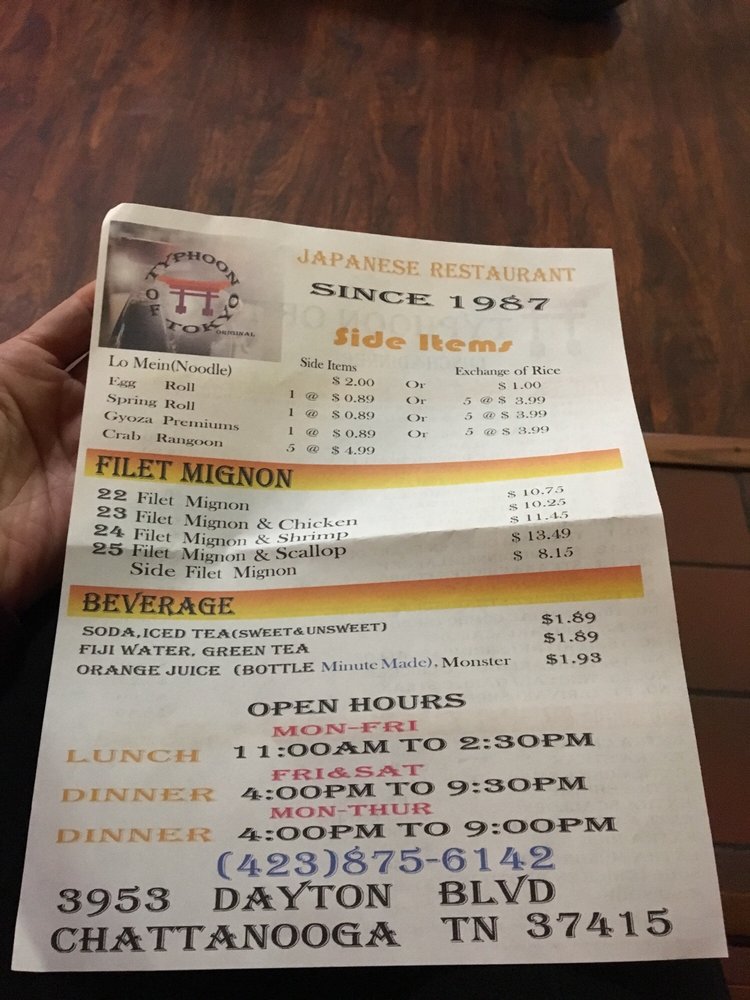 TYPHOON
OF TOKYO
ORIGINAL
JAPANESE RESTAURANT
SINCE 1987
Side Items
Lo Mein(Noodle) Side Items Exchange of Rice
$ 2.00 Or $ 1.00
Egg Roll 1 @ $ 0.89 Or 5 @ $ 3.99
Spring Roll 1 @ $ 0.89 Or 5 @ $ 3.99
Gyoza Premiums 1 @ $ 0.89 Or 5 @ $ 3.99
Crab Rangoon 5 @ $ 4.99
FILET MIGNON
22 Filet Mignon $ 10.75
23 Filet Mignon & Chicken $ 10.25
24 Filet Mignon & Shrimp $ 11.45
25 Filet Mignon & Scallop $ 13.49
Side Filet Mignon $ 8.15
BEVERAGE
SODA,ICED TEA(SWEET&UNSWEET) $1.89
FIJI WATER, GREEN TEA $1.89
ORANGE JUICE (BOTTLE Minute Made), Monster $1.93
OPEN HOURS
MON-FRI
LUNCH 11:00AM TO 2:30PM
FRI&SAT
DINNER 4:00PM TO 9:30PM
MON-THUR
DINNER 4:00PM TO 9:00PM
(423)875-6142
3953 DAYTON BLVD
CHATTANOOGA TN 37415